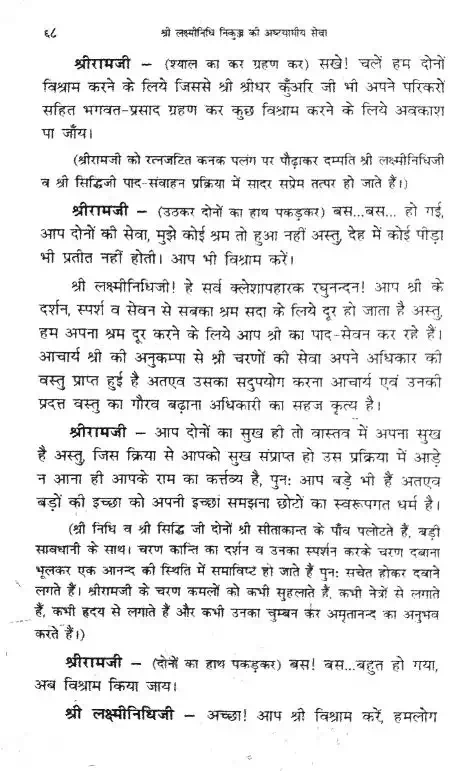 ६८ श्री लक्ष्मीनिधि निकुञ्ज की अष्टयामीय सेवा
श्रीरामजी – (श्याल का कर ग्रहण कर) सखे! चलें हम दोनों
विश्राम करने के लिये जिससे श्री श्रीधर कुँअरि जी भी अपने परिकरों
सहित भगवत-प्रसाद ग्रहण कर कुछ विश्राम करने के लिये अवकाश
पा जाँय।
(श्रीरामजी को रत्नजटित कनक पलंग पर पौढ़ाकर दम्पति श्री लक्ष्मीनिधिजी
व श्री सिद्धिजी पाद-संवाहन प्रक्रिया में सादर सप्रेम तत्पर हो जाते हैं।)
श्रीरामजी – (उठकर दोनों का हाथ पकड़कर) बस...बस... हो गई,
आप दोनों की सेवा, मुझे कोई श्रम तो हुआ नहीं अस्तु, देह में कोई पीड़ा
भी प्रतीत नहीं होती। आप भी विश्राम करें।
श्री लक्ष्मीनिधिजी! हे सर्व क्लेशापहारक रघुनन्दन! आप श्री के
दर्शन, स्पर्श व सेवन से सबका श्रम सदा के लिये दूर हो जाता है अस्तु,
हम अपना श्रम दूर करने के लिये आप श्री का पाद-सेवन कर रहे हैं।
आचार्य श्री की अनुकम्पा से श्री चरणों की सेवा अपने अधिकार की
वस्तु प्राप्त हुई है अतएव उसका सदुपयोग करना आचार्य एवं उनकी
प्रदत्त वस्तु का गौरव बढ़ाना अधिकारी का सहज कृत्य है।
श्रीरामजी – आप दोनों का सुख ही तो वास्तव में अपना सुख
है अस्तु, जिस क्रिया से आपको सुख संप्राप्त हो उस प्रक्रिया में आड़े
न आना ही आपके राम का कर्त्तव्य है, पुनः आप बड़े भी हैं अतएव
बड़ों की इच्छा को अपनी इच्छा समझना छोटों का स्वरूपगत धर्म है।
(श्री निधि व श्री सिद्धि जी दोनों श्री सीताकान्त के पाँव पलोटते हैं, बड़ी
सावधानी के साथ। चरण कान्ति का दर्शन व उनका स्पर्शन करके चरण दबाना
भूलकर एक आनन्द की स्थिति में समाविष्ट हो जाते हैं पुनः सचेत होकर दवाने
लगते हैं। श्रीरामजी के चरण कमलों को कभी सुहलाते हैं, कभी नेत्रों से लगाते
हैं, कभी हृदय से लगाते हैं और कभी उनका चुम्बन कर अमृतानन्द का अनुभव
करते हैं।)
श्रीरामजी – (दोनों का हाथ पकड़कर) बस! बस...बहुत हो गया,
अब विश्राम किया जाय।
श्री लक्ष्मीनिधिजी – अच्छा! आप श्री विश्राम करें, हमलोग